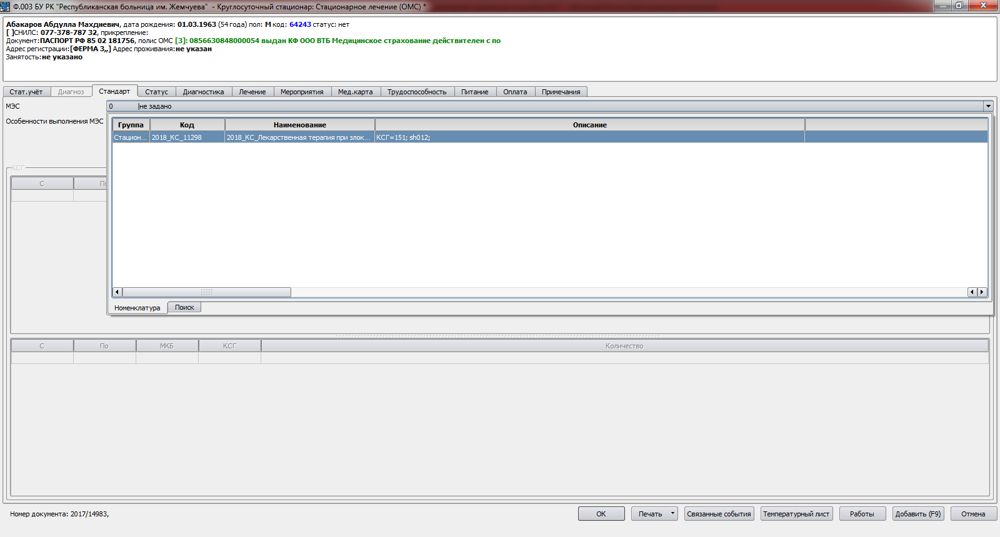 Ф.003 БУ РК "Республиканская больница им. Жемчуева" - Круглосуточный стационар: Стационарное лечение (ОМС) *
Абакаров Абдулла Махдиевич, дата рождения: 01.03.1963 (54 года) пол: М код: 64243 статус: нет
[ ]СНИЛС: 077-378-787 32, прикрепление:
Документ:ПАСПОРТ РФ 85 02 181756, полис ОМС [3]: 0856630848000054 выдан КФ ООО ВТБ Медицинское страхование действителен с по
Адрес регистрации:[ФЕРМА 3,,] Адрес проживания:не указан
Занятость:не указано
Стат.учёт Диагноз Стандарт Статус Диагностика Лечение Мероприятия Мед.карта Трудоспособность Питание Оплата Примечания
МЭС 0 |не задано
Особенности выполнения МЭС
Группа Код Наименование Описание
Стацион... 2018_КС_11298 2018_КС_Лекарственная терапия при злок... КСГ=151; sh012;
КСГ
С По
Номенклатура Поиск
С По МКБ КСГ Количество
Номер документа: 2017/14983, ОК Печать Связанные события Температурный лист Работы Добавить (F9) Отмена